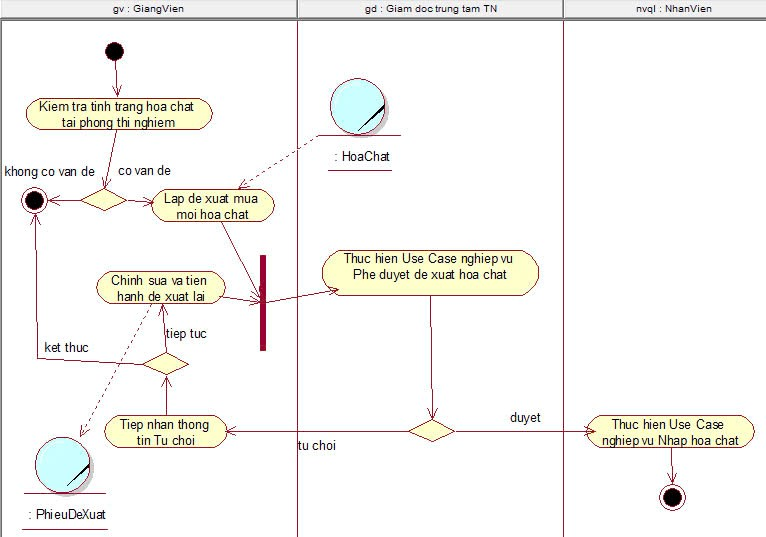 gv : GiangVien
gd : Giam doc trung tam TN
nvql : NhanVien
Kiem tra tinh trang hoa chat
tai phong thi nghiem
khong co van de
co van de
: HoaChat
Lap de xuat mua
moi hoa chat
Thuc hien Use Case nghiep vu
Phe duyet de xuat hoa chat
Chinh sua va tien
hanh de xuat lai
tiep tuc
ket thuc
Tiep nhan thong
tin Tu choi
tu choi
duyet
Thuc hien Use Case
nghiep vu Nhap hoa chat
: PhieuDeXuat